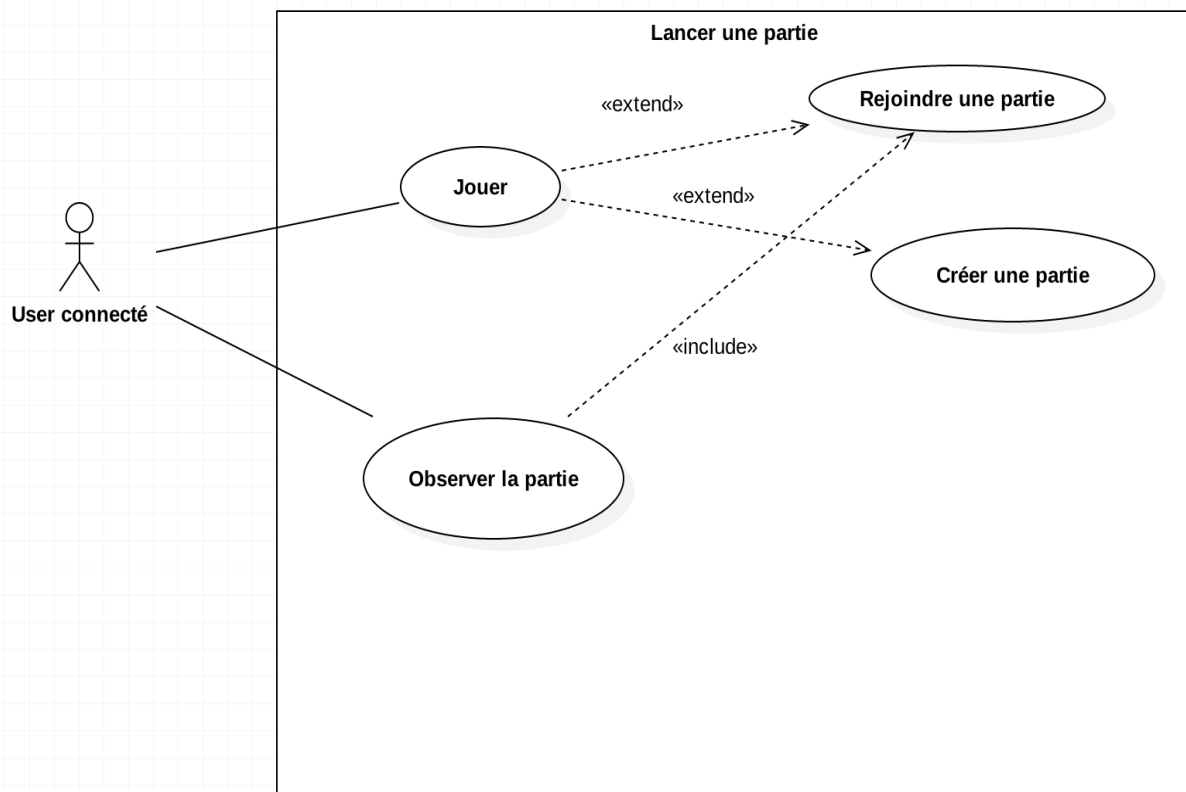 Lancer une partie
«extend»
Rejoindre une partie
Jouer
«extend»
Créer une partie
User connecté
«include»
Observer la partie